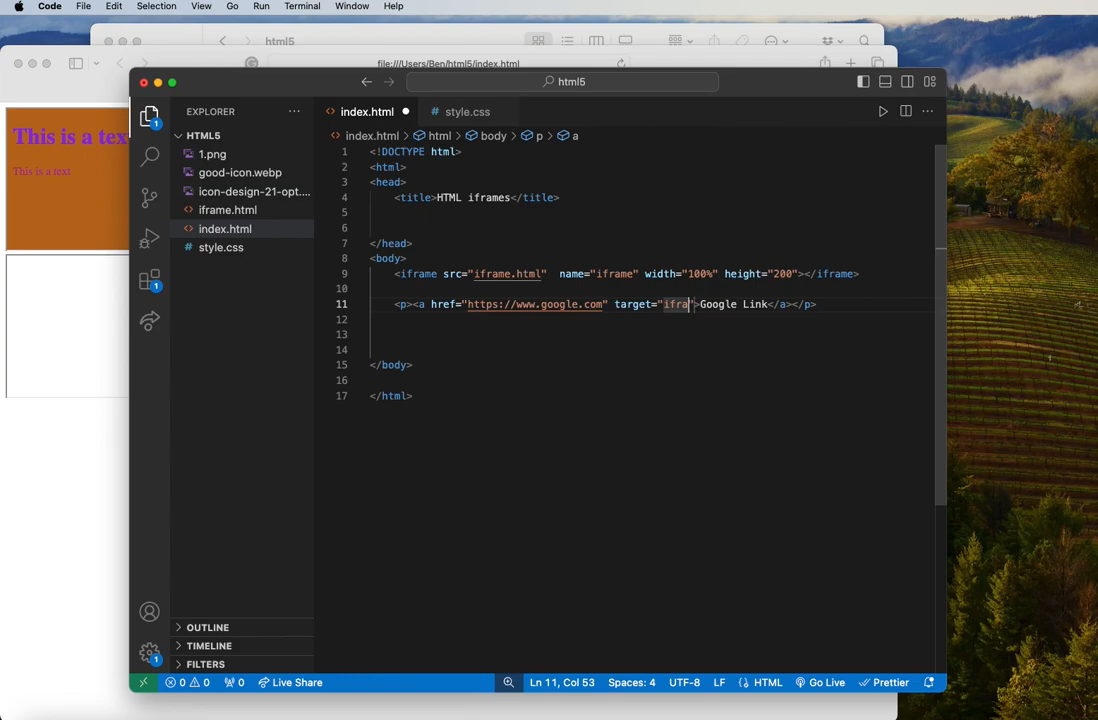 Code File Edit Selection View Go Run Terminal Window Help
html5
file:///Users/Ben/html5/index.html
html5
EXPLORER
index.html
style.css
HTML5
index.html > html > body > p > a
1.png
good-icon.webp
icon-design-21-opt....
iframe.html
index.html
style.css
1 <!DOCTYPE html>
2 <html>
3 <head>
4 <title>HTML iframes</title>
5
6
7 </head>
8 <body>
9 <iframe src="iframe.html"  name="iframe" width="100%" height="200"></iframe>
10
11 <p><a href="https://www.google.com" target="ifra">Google Link</a></p>
12
13
14
15 </body>
16
17 </html>
This is a tex
This is a text
1
1
1
OUTLINE
TIMELINE
FILTERS
0 0 0 Live Share Ln 11, Col 53 Spaces: 4 UTF-8 LF HTML Go Live Prettier